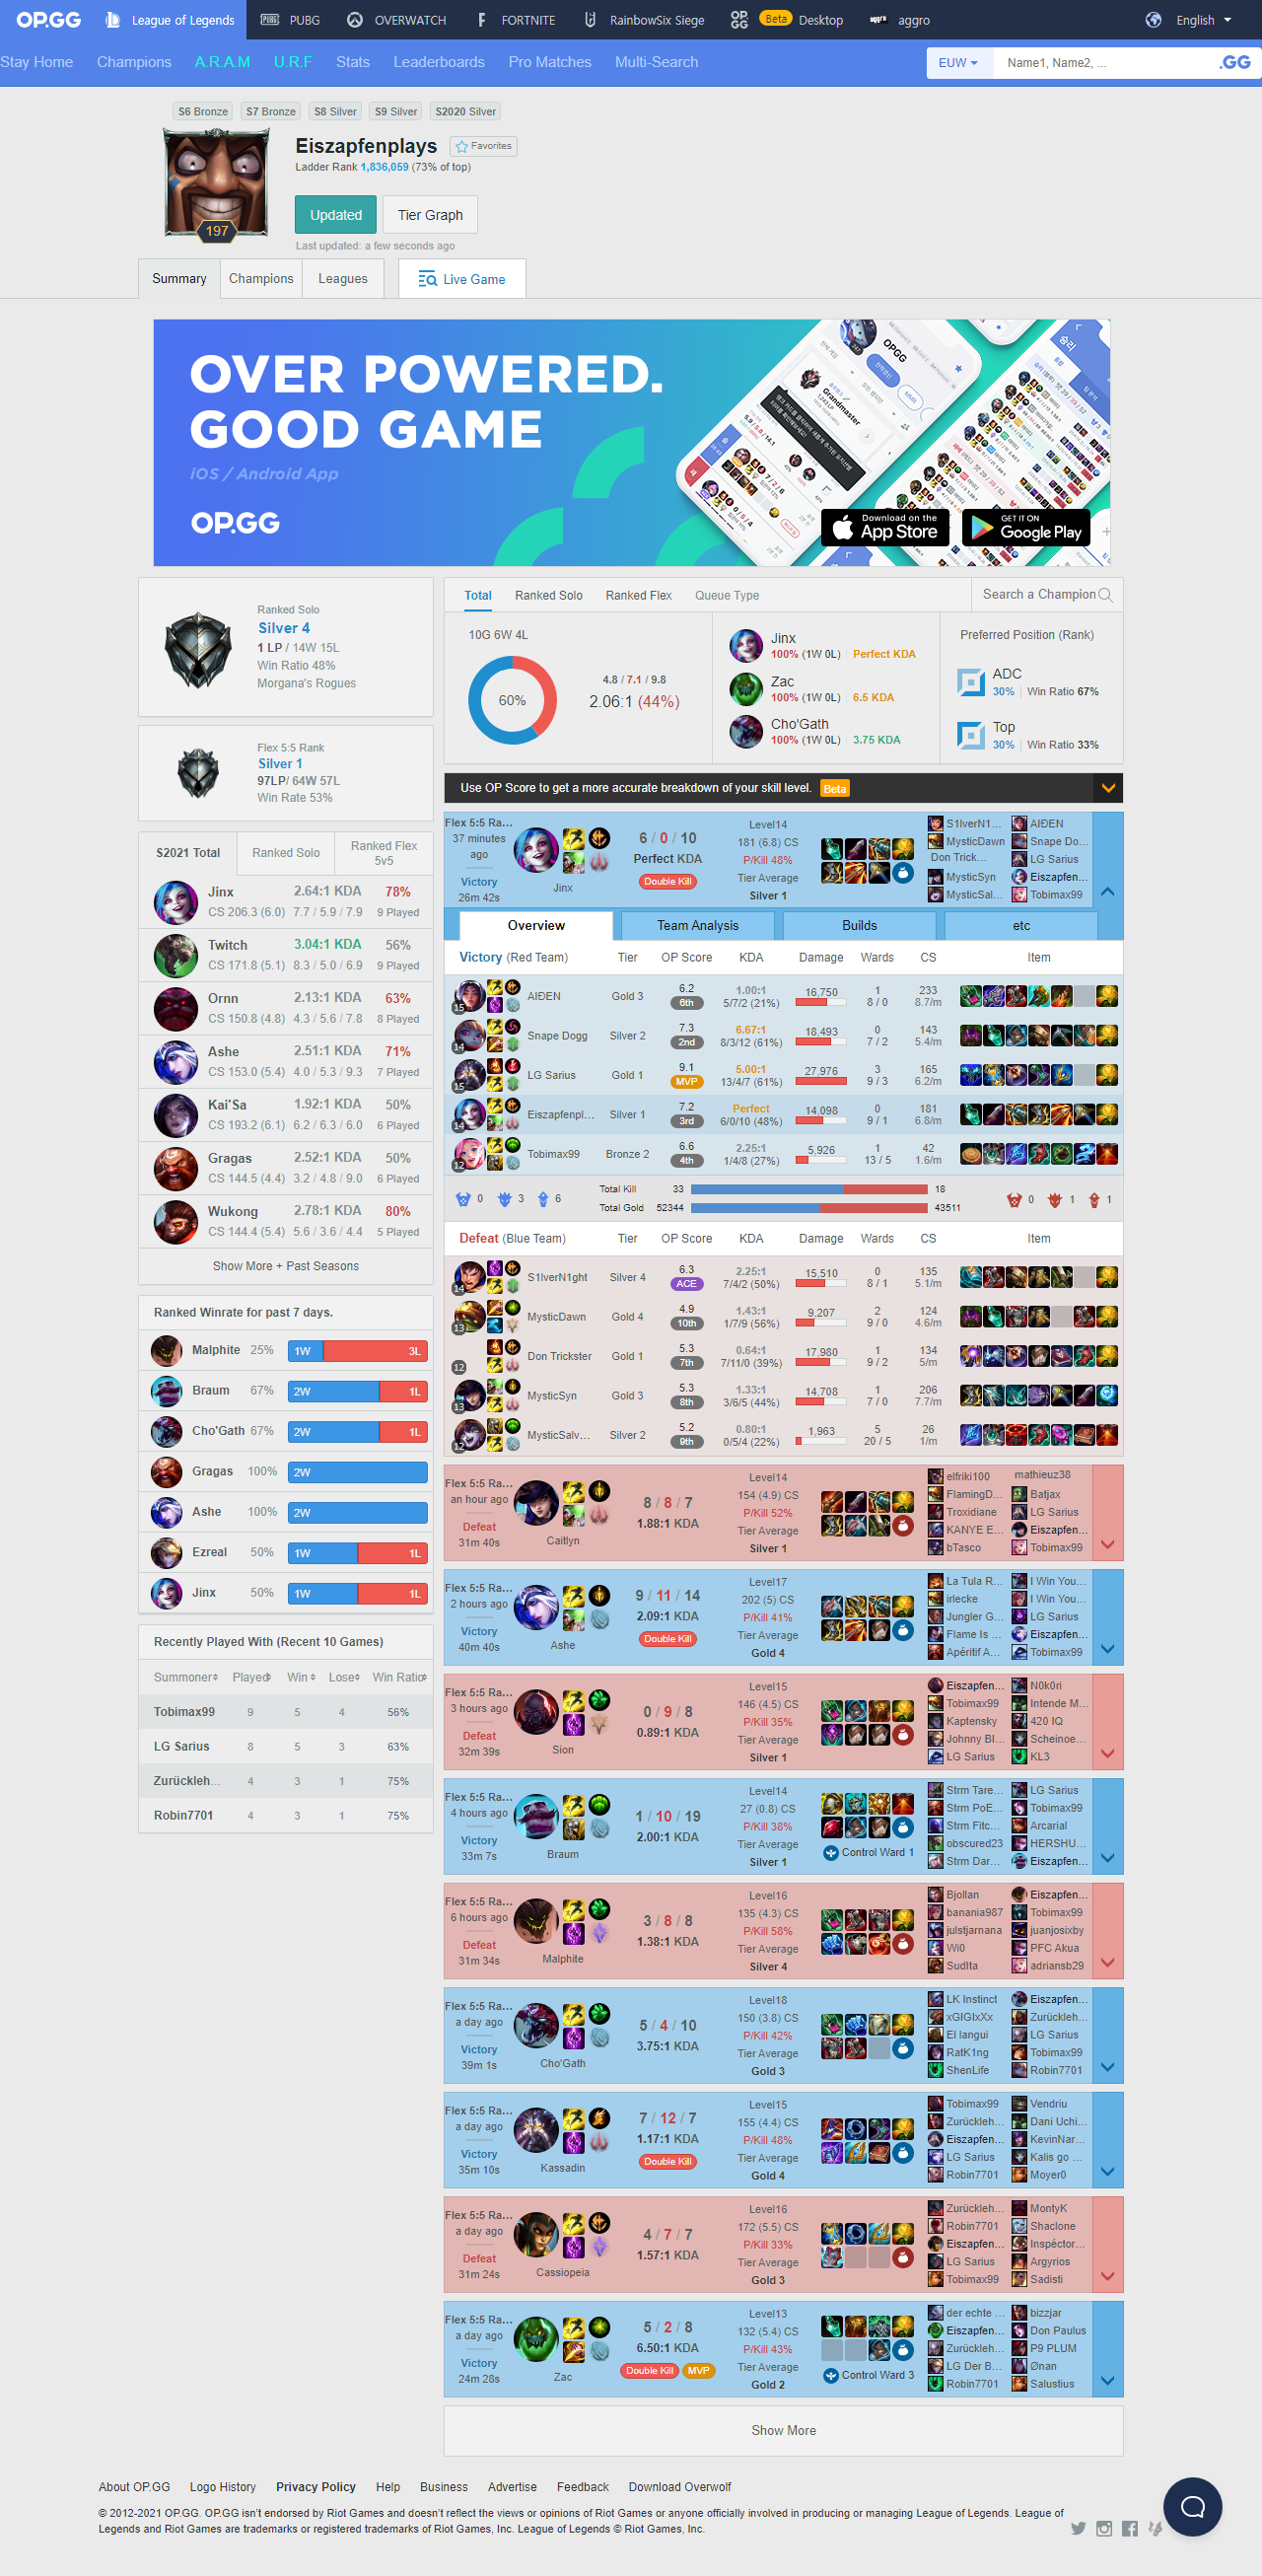 OP.GG League of Legends PUBG OVERWATCH FORTNITE RainbowSix Siege OP GG Beta Desktop aggro English
Stay Home Champions A.R.A.M U.R.F Stats Leaderboards Pro Matches Multi-Search EUW Name1, Name2, ... .GG
S6 Bronze S7 Bronze S8 Silver S9 Silver S2020 Silver
Eiszapfenplays Favorites
Ladder Rank 1,836,059 (73% of top)
197
Updated Tier Graph
Last updated: a few seconds ago
Summary Champions Leagues Live Game
OVER POWERED.
GOOD GAME
iOS / Android App
OP.GG
Download on the App Store
GET IT ON Google Play
Ranked Solo
Silver 4
1 LP / 14W 15L
Win Ratio 48%
Morgana's Rogues
Flex 5:5 Rank
Silver 1
97LP/ 64W 57L
Win Rate 53%
S2021 Total Ranked Solo Ranked Flex 5v5
Jinx 2.64:1 KDA 78%
CS 206.3 (6.0) 7.7 / 5.9 / 7.9 9 Played
Twitch 3.04:1 KDA 56%
CS 171.8 (5.1) 8.3 / 5.0 / 6.9 9 Played
Ornn 2.13:1 KDA 63%
CS 150.8 (4.8) 4.3 / 5.6 / 7.8 8 Played
Ashe 2.51:1 KDA 71%
CS 153.0 (5.4) 4.0 / 5.3 / 9.3 7 Played
Kai'Sa 1.92:1 KDA 50%
CS 193.2 (6.1) 6.2 / 6.3 / 6.0 6 Played
Gragas 2.52:1 KDA 50%
CS 144.5 (4.4) 3.2 / 4.8 / 9.0 6 Played
Wukong 2.78:1 KDA 80%
CS 144.4 (5.4) 5.6 / 3.6 / 4.4 5 Played
Show More + Past Seasons
Ranked Winrate for past 7 days.
Malphite 25% 1W 3L
Braum 67% 2W 1L
Cho'Gath 67% 2W 1L
Gragas 100% 2W
Ashe 100% 2W
Ezreal 50% 1W 1L
Jinx 50% 1W 1L
Recently Played With (Recent 10 Games)
Summoner Played Win Lose Win Ratio
Tobimax99 9 5 4 56%
LG Sarius 8 5 3 63%
Zurückleh... 4 3 1 75%
Robin7701 4 3 1 75%
Total Ranked Solo Ranked Flex Queue Type Search a Champion
10G 6W 4L
60%
4.8 / 7.1 / 9.8
2.06:1 (44%)
Jinx
100% (1W 0L) Perfect KDA
Zac
100% (1W 0L) 6.5 KDA
Cho'Gath
100% (1W 0L) 3.75 KDA
Preferred Position (Rank)
ADC
30% Win Ratio 67%
Top
30% Win Ratio 33%
Use OP Score to get a more accurate breakdown of your skill level. Beta
Flex 5:5 Ra...
37 minutes ago
Victory
26m 42s
Jinx
6 / 0 / 10
Perfect KDA
Double Kill
Level14
181 (6.8) CS
P/Kill 48%
Tier Average
Silver 1
S1lverN1... AIÐEN
MysticDawn Snape Do...
Don Trick... LG Sarius
MysticSyn Eiszapfen...
MysticSal... Tobimax99
Overview Team Analysis Builds etc
Victory (Red Team) Tier OP Score KDA Damage Wards CS Item
15 AIÐEN Gold 3 6.2 6th 1.00:1 5/7/2 (21%) 16,750 1 8 / 0 233 8.7/m
14 Snape Dogg Silver 2 7.3 2nd 6.67:1 8/3/12 (61%) 18,493 0 7 / 2 143 5.4/m
15 LG Sarius Gold 1 9.1 MVP 5.00:1 13/4/7 (61%) 27,976 3 9 / 3 165 6.2/m
14 Eiszapfenpl... Silver 1 7.2 3rd Perfect 6/0/10 (48%) 14,098 0 9 / 1 181 6.8/m
12 Tobimax99 Bronze 2 6.6 4th 2.25:1 1/4/8 (27%) 5,926 1 13 / 5 42 1.6/m
0 3 6 Total Kill 33 18 0 1 1
Total Gold 52344 43511
Defeat (Blue Team) Tier OP Score KDA Damage Wards CS Item
14 S1lverN1ght Silver 4 6.3 ACE 2.25:1 7/4/2 (50%) 15,510 0 8 / 1 135 5.1/m
13 MysticDawn Gold 4 4.9 10th 1.43:1 1/7/9 (56%) 9,207 2 9 / 0 124 4.6/m
12 Don Trickster Gold 1 5.3 7th 0.64:1 7/11/0 (39%) 17,980 1 9 / 2 134 5/m
13 MysticSyn Gold 3 5.3 8th 1.33:1 3/6/5 (44%) 14,708 1 7 / 0 206 7.7/m
12 MysticSalv... Silver 2 5.2 9th 0.80:1 0/5/4 (22%) 1,963 5 20 / 5 26 1/m
Flex 5:5 Ra...
an hour ago
Defeat
31m 40s
Caitlyn
8 / 8 / 7
1.88:1 KDA
Level14
154 (4.9) CS
P/Kill 52%
Tier Average
Silver 1
elfriki100 mathieuz38
FlamingD... Batjax
Troxidiane LG Sarius
KANYE E... Eiszapfen...
bTasco Tobimax99
Flex 5:5 Ra...
2 hours ago
Victory
40m 40s
Ashe
9 / 11 / 14
2.09:1 KDA
Double Kill
Level17
202 (5) CS
P/Kill 41%
Tier Average
Gold 4
La Tula R... I Win You...
irlecke I Win You...
Jungler G... LG Sarius
Flame Is ... Eiszapfen...
Apéritif A... Tobimax99
Flex 5:5 Ra...
3 hours ago
Defeat
32m 39s
Sion
0 / 9 / 8
0.89:1 KDA
Level15
146 (4.5) CS
P/Kill 35%
Tier Average
Silver 1
Eiszapfen... N0k0ri
Tobimax99 Intende M...
Kaptensky 420 IQ
Johnny Bl... Scheinoe...
LG Sarius KL3
Flex 5:5 Ra...
4 hours ago
Victory
33m 7s
Braum
1 / 10 / 19
2.00:1 KDA
Level14
27 (0.8) CS
P/Kill 38%
Tier Average
Silver 1
Control Ward 1
Strm Tare... LG Sarius
Strm PoE... Tobimax99
Strm Fitc... Arcarial
obscured23 HERSHU...
Strm Dar... Eiszapfen...
Flex 5:5 Ra...
6 hours ago
Defeat
31m 34s
Malphite
3 / 8 / 8
1.38:1 KDA
Level16
135 (4.3) CS
P/Kill 58%
Tier Average
Silver 4
Bjollan Eiszapfen...
banania987 Tobimax99
julstjarnana juanjosixby
Wi0 PFC Akua
SudIta adriansb29
Flex 5:5 Ra...
a day ago
Victory
39m 1s
Cho'Gath
5 / 4 / 10
3.75:1 KDA
Level18
150 (3.8) CS
P/Kill 42%
Tier Average
Gold 3
LK Instinct Eiszapfen...
xGIGIxXx Zurückleh...
El langui LG Sarius
RatK1ng Tobimax99
ShenLife Robin7701
Flex 5:5 Ra...
a day ago
Victory
35m 10s
Kassadin
7 / 12 / 7
1.17:1 KDA
Double Kill
Level15
155 (4.4) CS
P/Kill 48%
Tier Average
Gold 4
Tobimax99 Vendriu
Zurückleh... Dani Uchi...
Eiszapfen... KevinNar...
LG Sarius Kalis go ...
Robin7701 Moyer0
Flex 5:5 Ra...
a day ago
Defeat
31m 24s
Cassiopeia
4 / 7 / 7
1.57:1 KDA
Level16
172 (5.5) CS
P/Kill 33%
Tier Average
Gold 3
Zurückleh... MontyK
Robin7701 Shaclone
Eiszapfen... Inspéctor...
LG Sarius Argyrios
Tobimax99 Sadisti
Flex 5:5 Ra...
a day ago
Victory
24m 28s
Zac
5 / 2 / 8
6.50:1 KDA
Double Kill MVP
Level13
132 (5.4) CS
P/Kill 43%
Tier Average
Gold 2
Control Ward 3
der echte ... bizzjar
Eiszapfen... Don Paulus
Zurückleh... P9 PLUM
LG Der B... Ønan
Robin7701 Salustius
Show More
About OP.GG Logo History Privacy Policy Help Business Advertise Feedback Download Overwolf
© 2012-2021 OP.GG. OP.GG isn't endorsed by Riot Games and doesn't reflect the views or opinions of Riot Games or anyone officially involved in producing or managing League of Legends. League of
Legends and Riot Games are trademarks or registered trademarks of Riot Games, Inc. League of Legends © Riot Games, Inc.